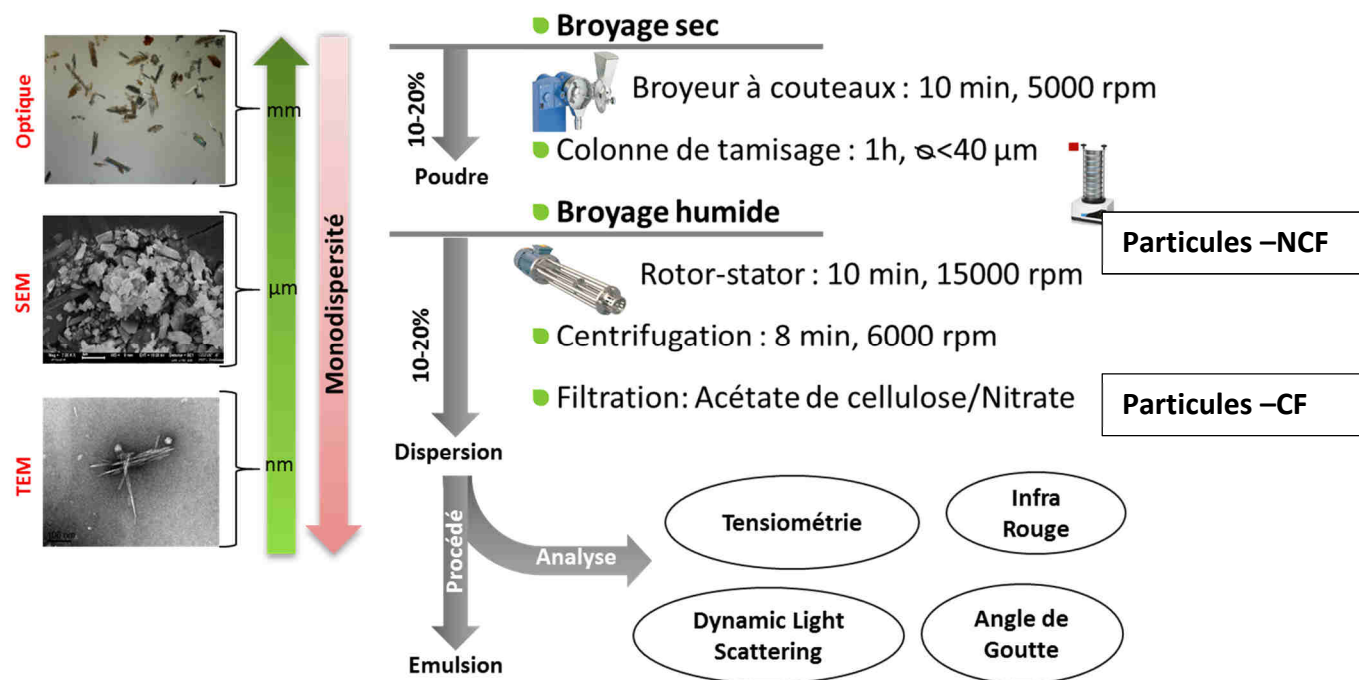 Optique
mm
SEM
µm
TEM
nm
100 nm
Monodispersité
Broyage sec
10-20%
Broyeur à couteaux : 10 min, 5000 rpm
Colonne de tamisage : 1h, ⌀<40 µm
Poudre
Broyage humide
Particules –NCF
Rotor-stator : 10 min, 15000 rpm
10-20%
Centrifugation : 8 min, 6000 rpm
Filtration: Acétate de cellulose/Nitrate
Particules –CF
Dispersion
Procédé
Analyse
Emulsion
Tensiométrie
Infra
Rouge
Dynamic Light
Scattering
Angle de
Goutte